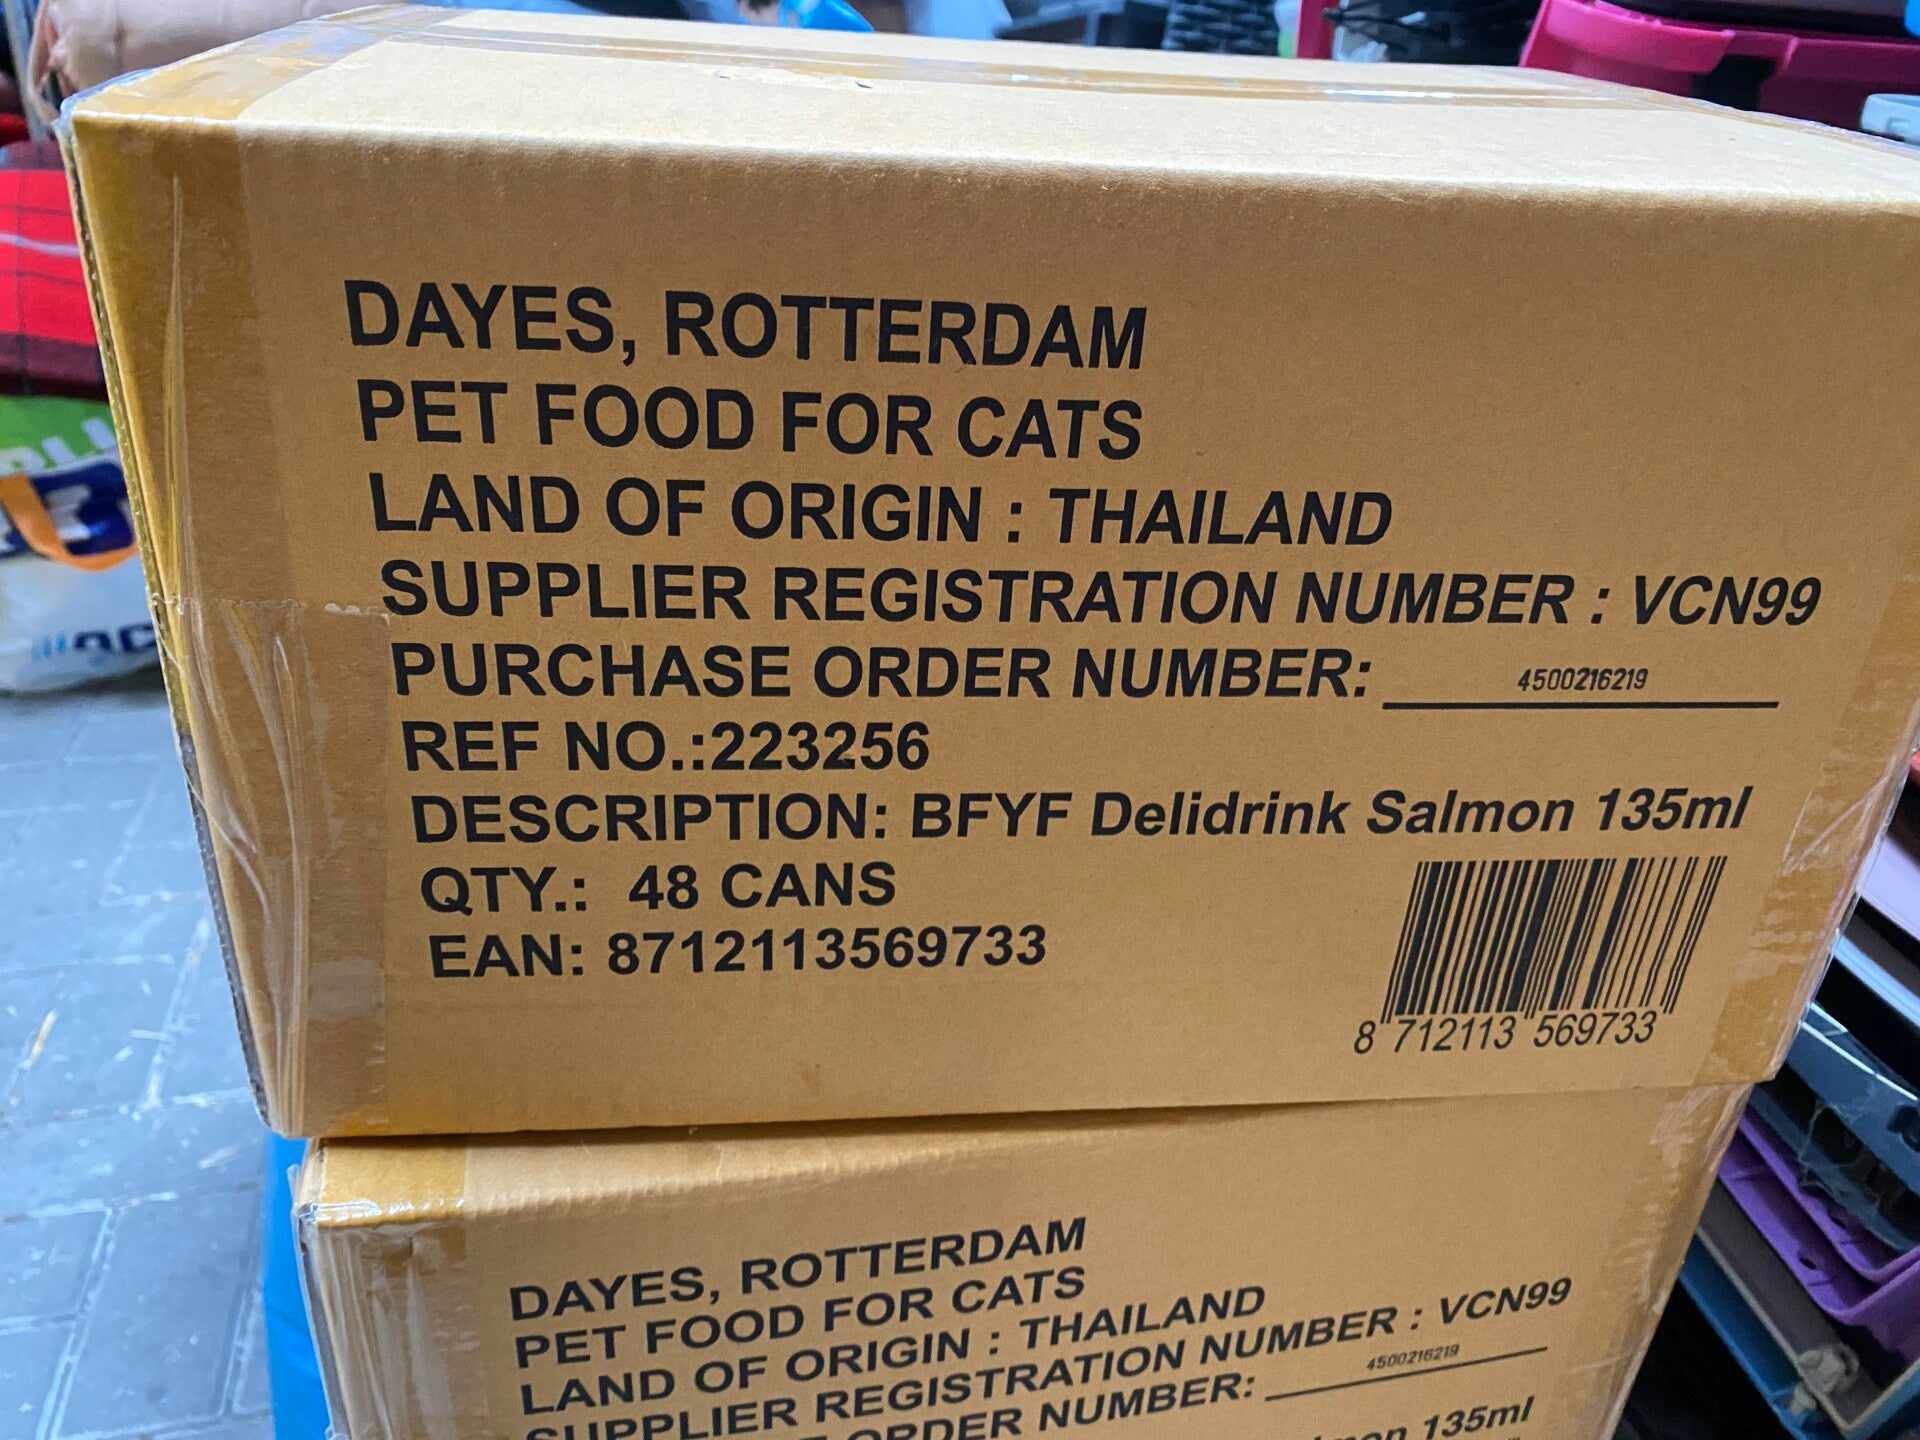 DAYES, ROTTERDAM
PET FOOD FOR CATS
LAND OF ORIGIN : THAILAND
SUPPLIER REGISTRATION NUMBER : VCN99
PURCHASE ORDER NUMBER: 4500216219
REF NO.:223256
DESCRIPTION: BFYF Delidrink Salmon 135ml
QTY.: 48 CANS
EAN: 8712113569733
8 712113 569733
DAYES, ROTTERDAM
PET FOOD FOR CATS
LAND OF ORIGIN : THAILAND
SUPPLIER REGISTRATION NUMBER : VCN99
ORDER NUMBER: 4500216219
135ml